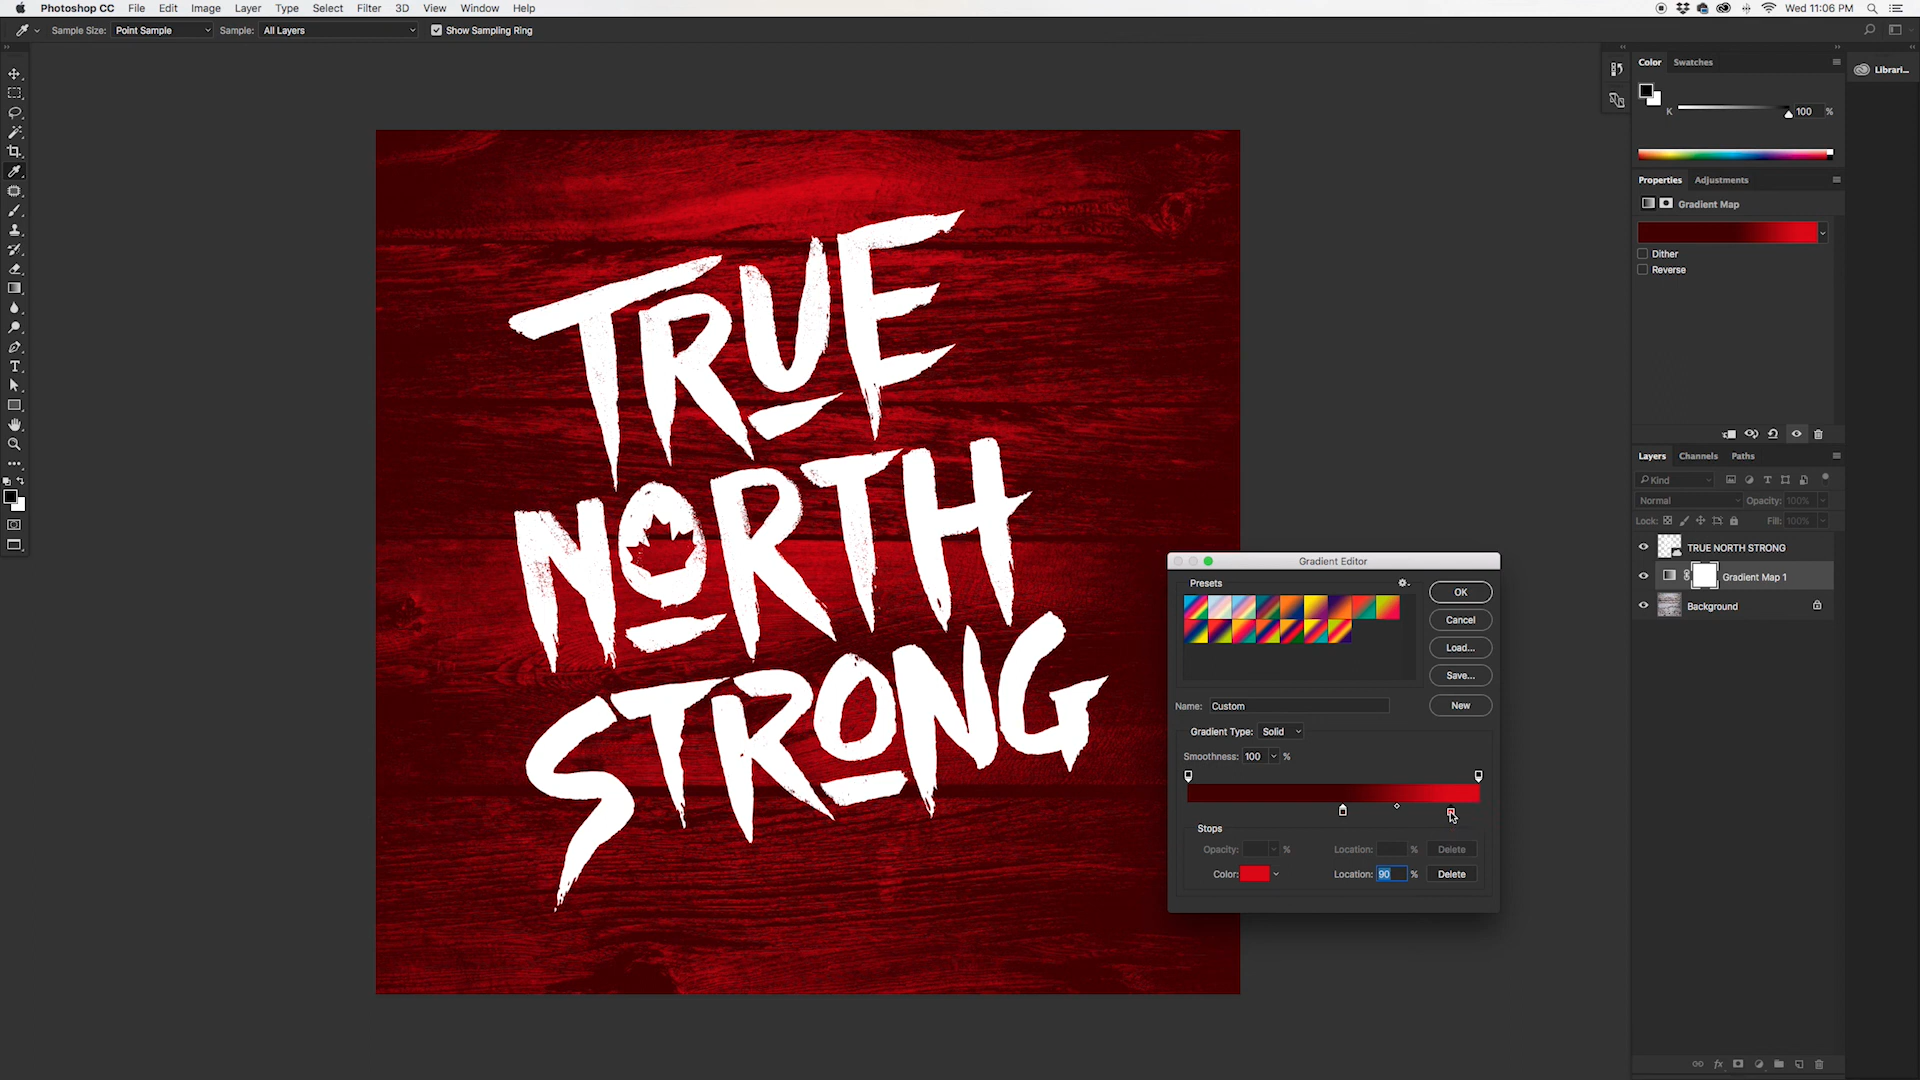 Photoshop CC File Edit Image Layer Type Select Filter 3D View Window Help Wed 11:06 PM
Sample Size: Point Sample Sample: All Layers Show Sampling Ring
Color Swatches
Librari...
K 100 %
Properties Adjustments
Gradient Map
Dither
Reverse
TRUE
NORTH
STRONG
Layers Channels Paths
Kind
Normal Opacity: 100%
Lock: Fill: 100%
TRUE NORTH STRONG
Gradient Map 1
Background
Gradient Editor
Presets
OK
Cancel
Load...
Save...
Name: Custom New
Gradient Type: Solid
Smoothness: 100 %
Stops
Opacity: % Location: % Delete
Color: Location: 90 % Delete
fx